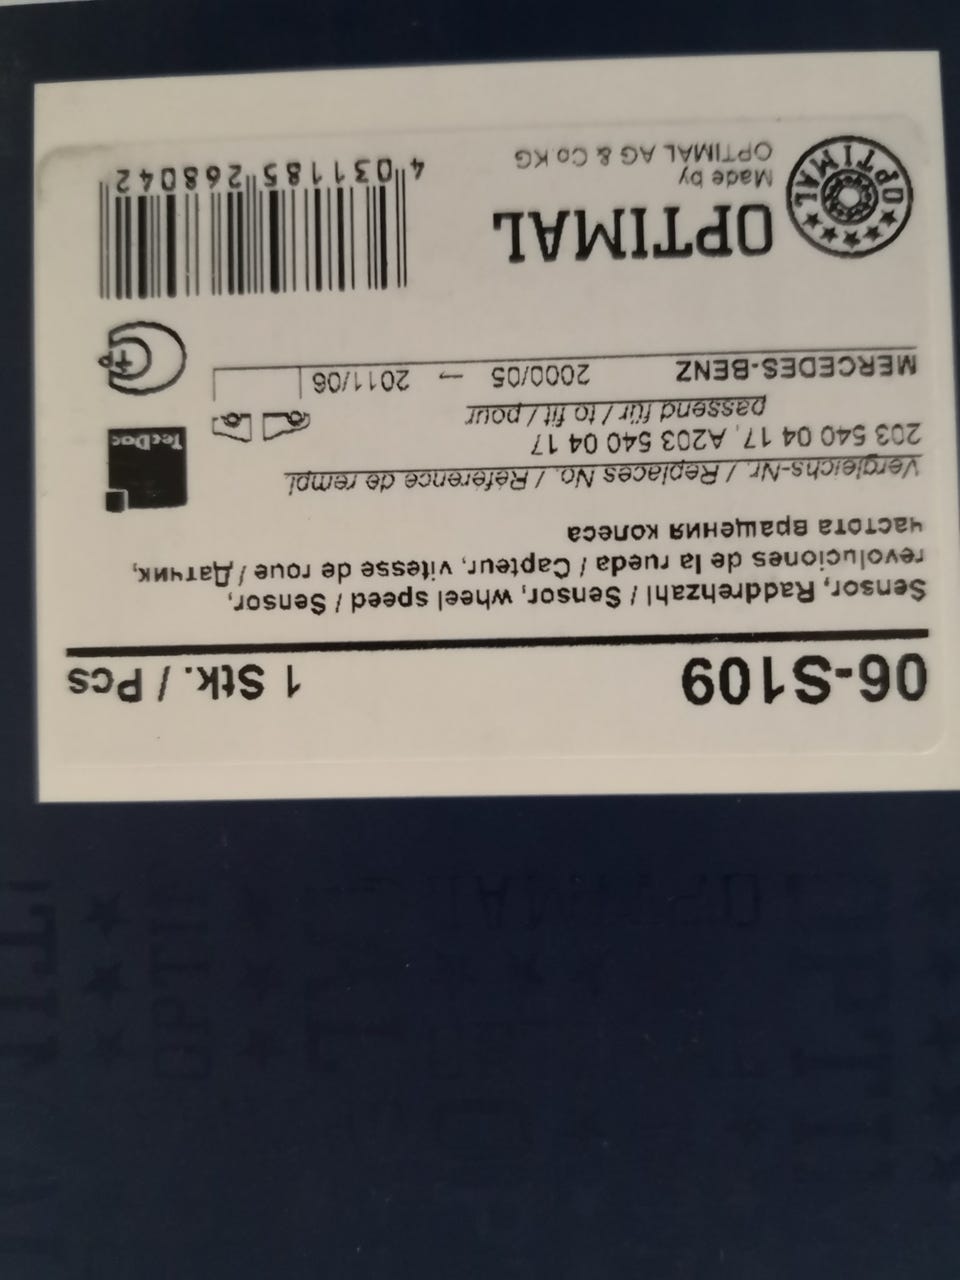 06-S109 1 Stk. / Pcs
Sensor, Raddrehzahl / Sensor, wheel speed / Sensor,
revoluciones de la rueda / Capteur, vitesse de roue / Датчик,
частота вращения колеса
Vergleichs-Nr. / Replaces No. / Référence de rempl.
203 540 04 17, A203 540 04 17
TecDoc
passend für / to fit / pour
MERCEDES-BENZ 2000/05 → 2011/06
OPTIMAL
OPTIMAL
Made by
OPTIMAL AG & Co.KG
4 031185 268042
OPTIMAL